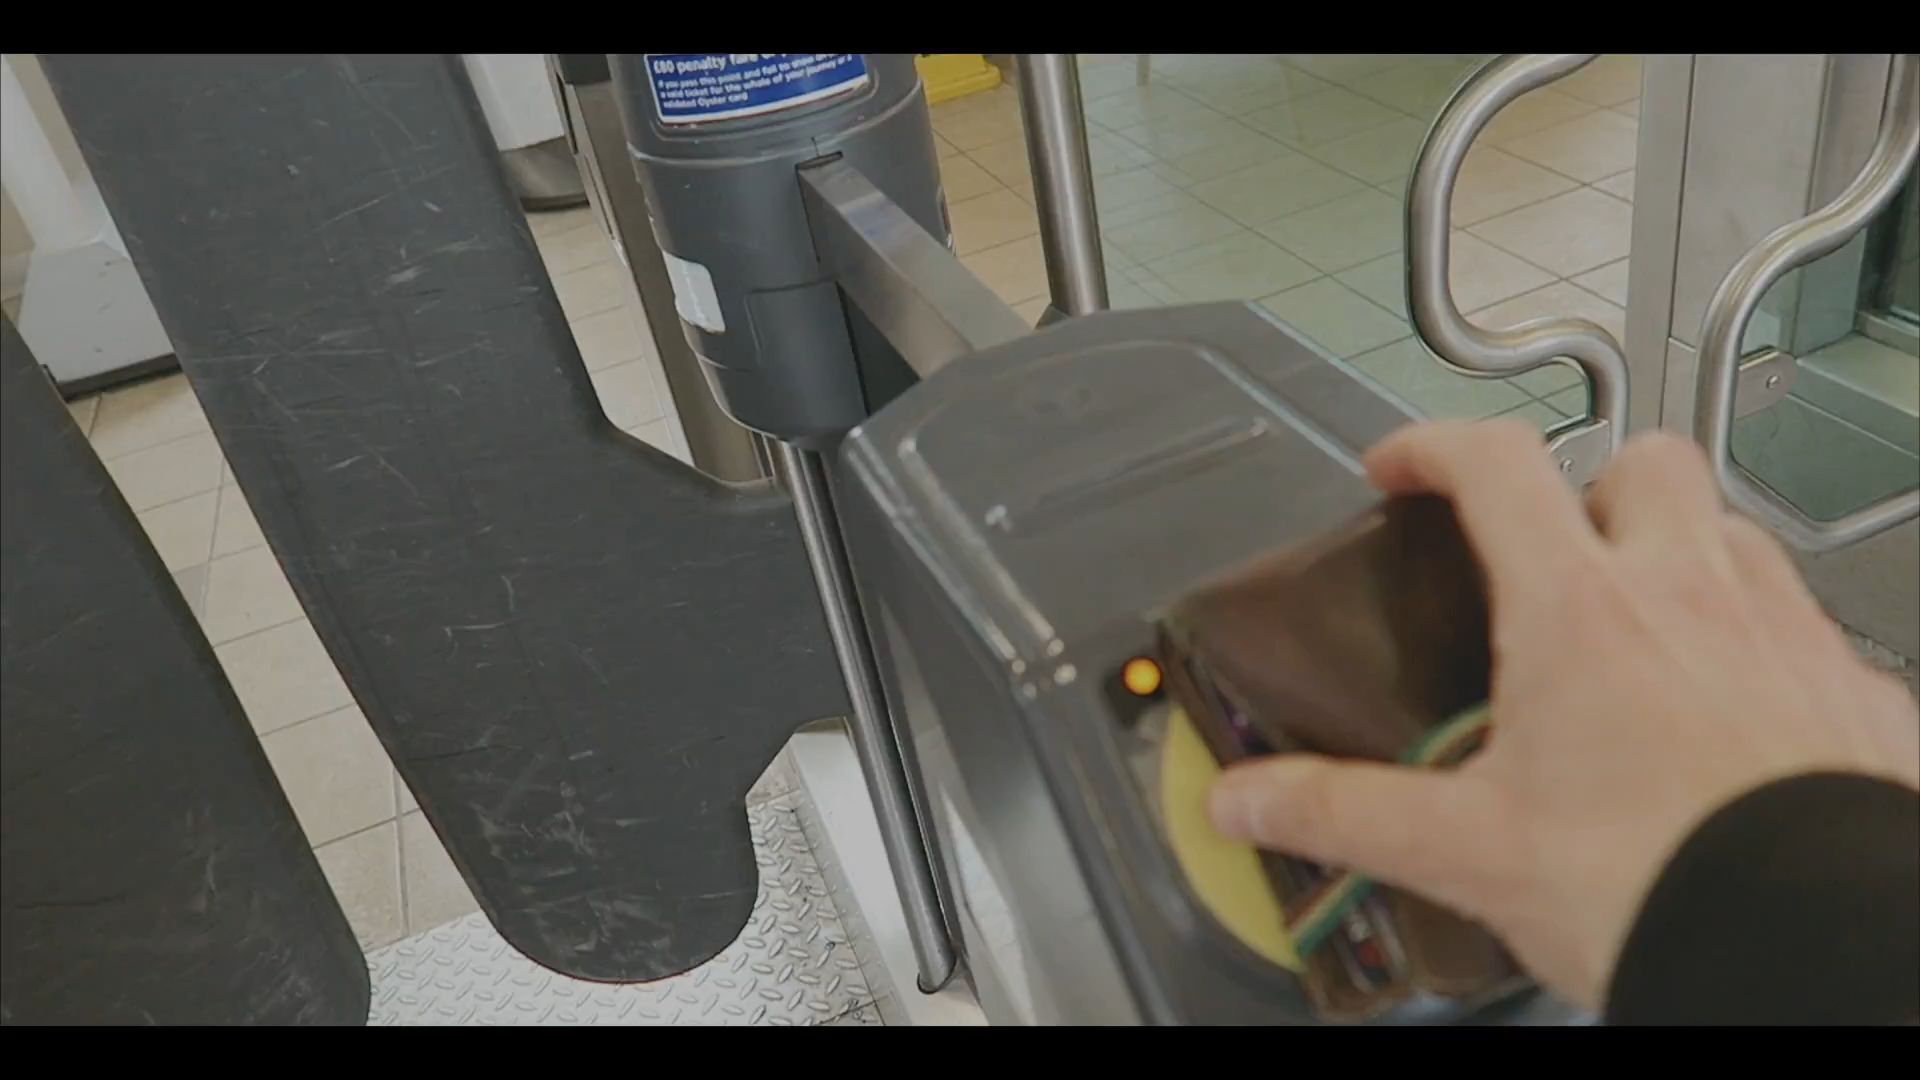 £80 penalty fare
If you pass this point and fail to show
a valid ticket for the whole of your journey or a
validated Oyster card